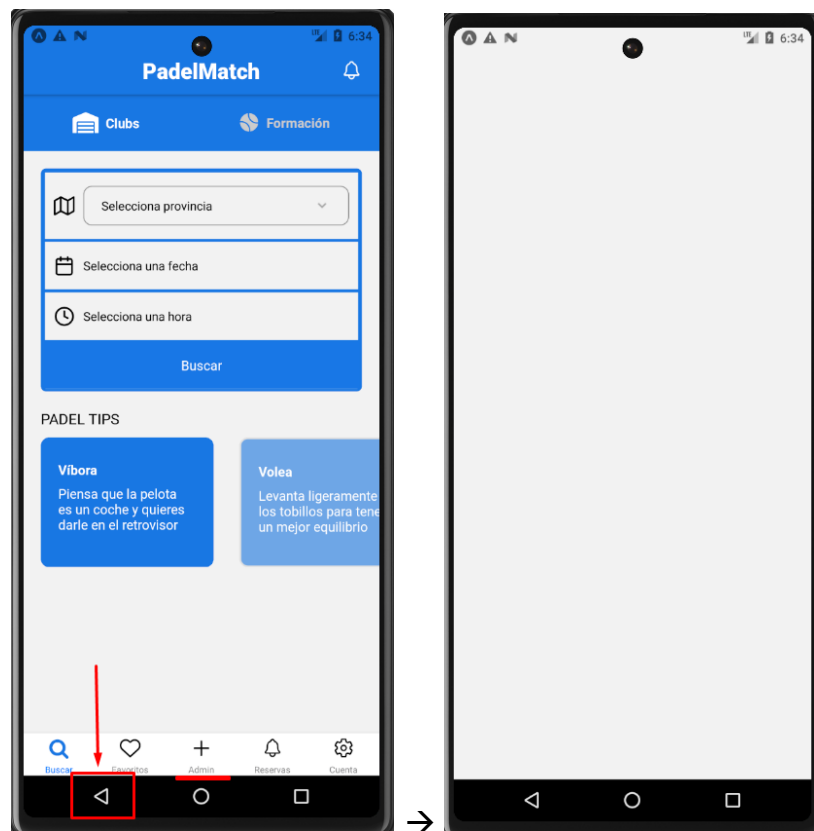 6:34
PadelMatch
Clubs
Formación
Selecciona provincia
Selecciona una fecha
Selecciona una hora
Buscar
PADEL TIPS
Víbora
Piensa que la pelota
es un coche y quieres
darle en el retrovisor
Volea
Levanta ligeramente
los tobillos para tene
un mejor equilibrio
Buscar
Favoritos
Admin
Reservas
Cuenta
6:34